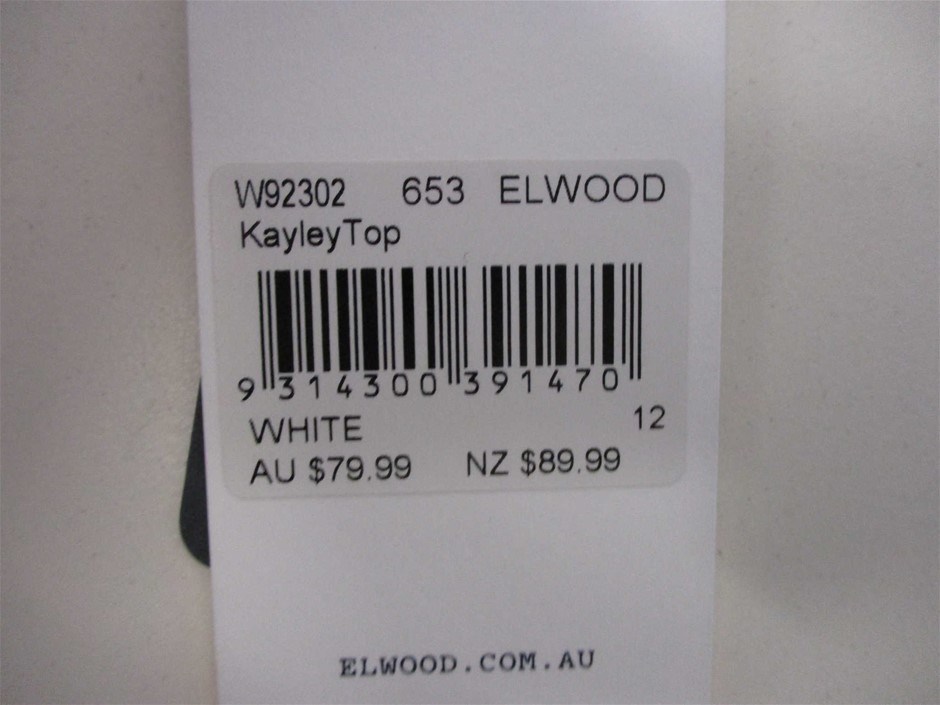 W92302 653 ELWOOD
KayleyTop
9 314300 391470
WHITE 12
AU $79.99 NZ $89.99
ELWOOD.COM.AU